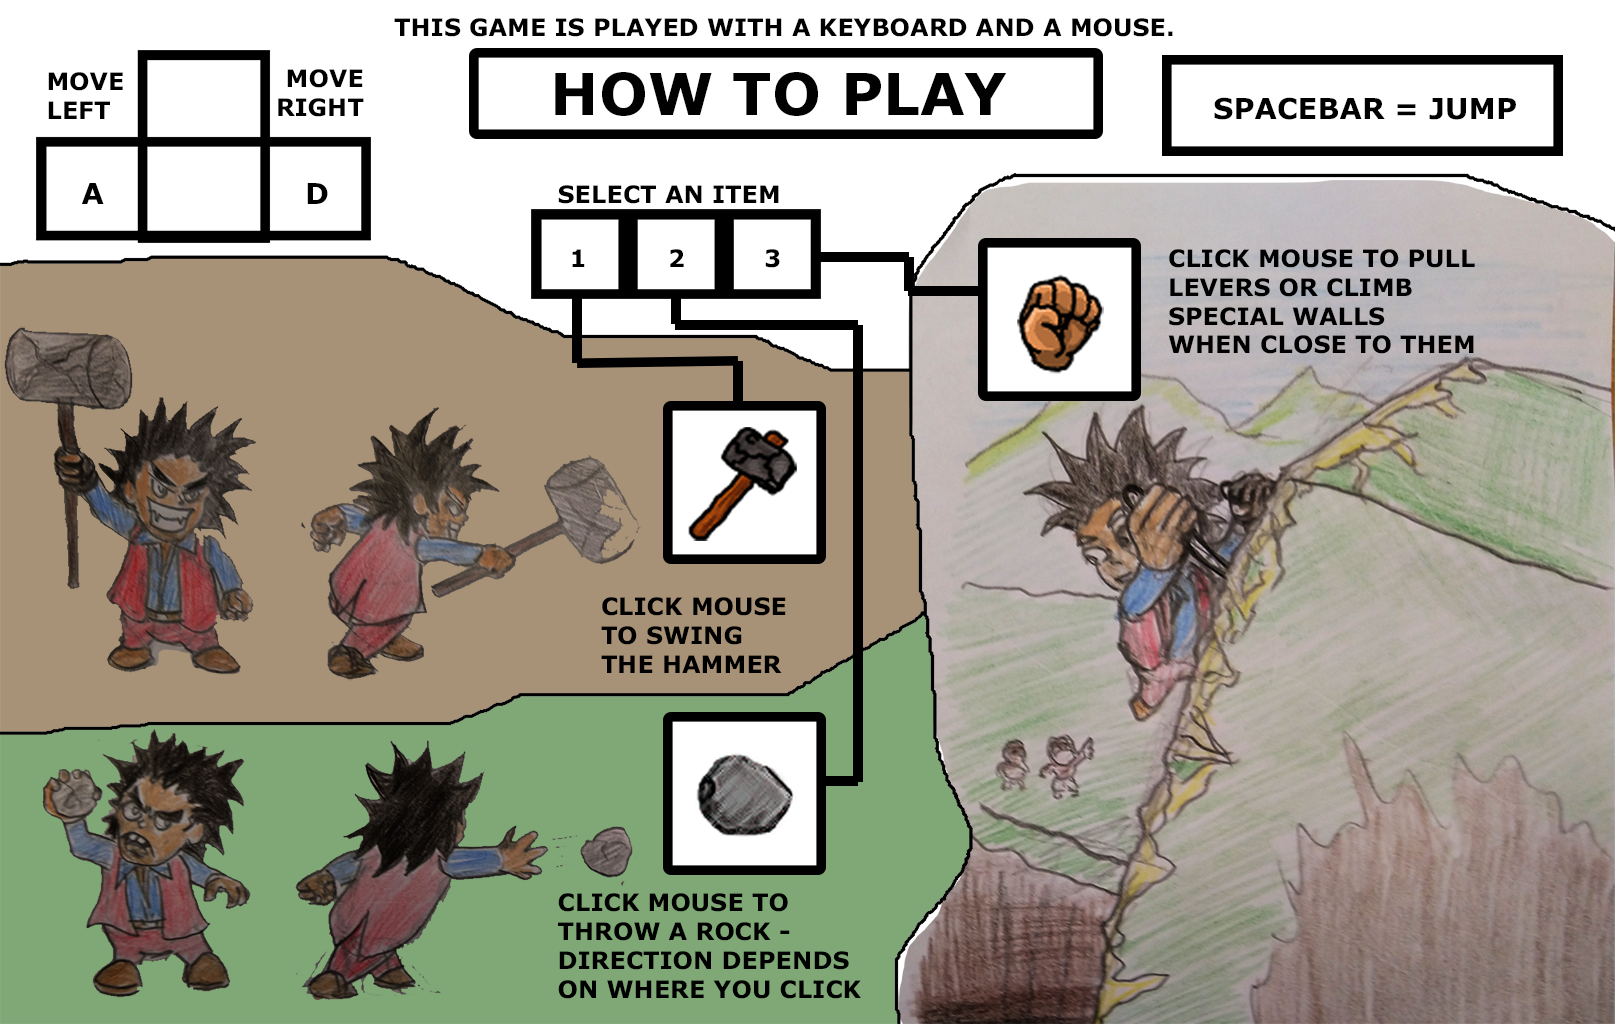 THIS GAME IS PLAYED WITH A KEYBOARD AND A MOUSE.
HOW TO PLAY
MOVE
LEFT
MOVE
RIGHT
A
D
SPACEBAR = JUMP
SELECT AN ITEM
1
2
3
CLICK MOUSE TO PULL
LEVERS OR CLIMB
SPECIAL WALLS
WHEN CLOSE TO THEM
CLICK MOUSE
TO SWING
THE HAMMER
CLICK MOUSE TO
THROW A ROCK –
DIRECTION DEPENDS
ON WHERE YOU CLICK